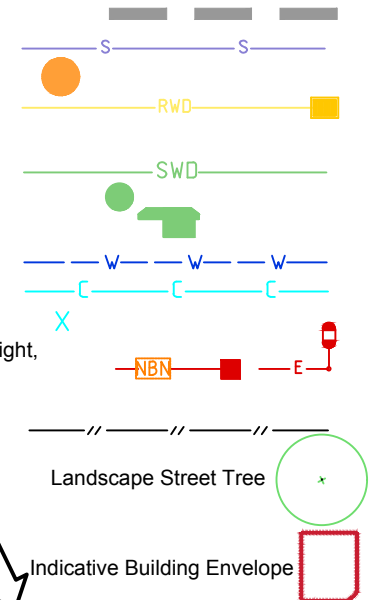 S S
RWD
SWD
W W W
C C C
X
ight,
NBN E
Landscape Street Tree
Indicative Building Envelope